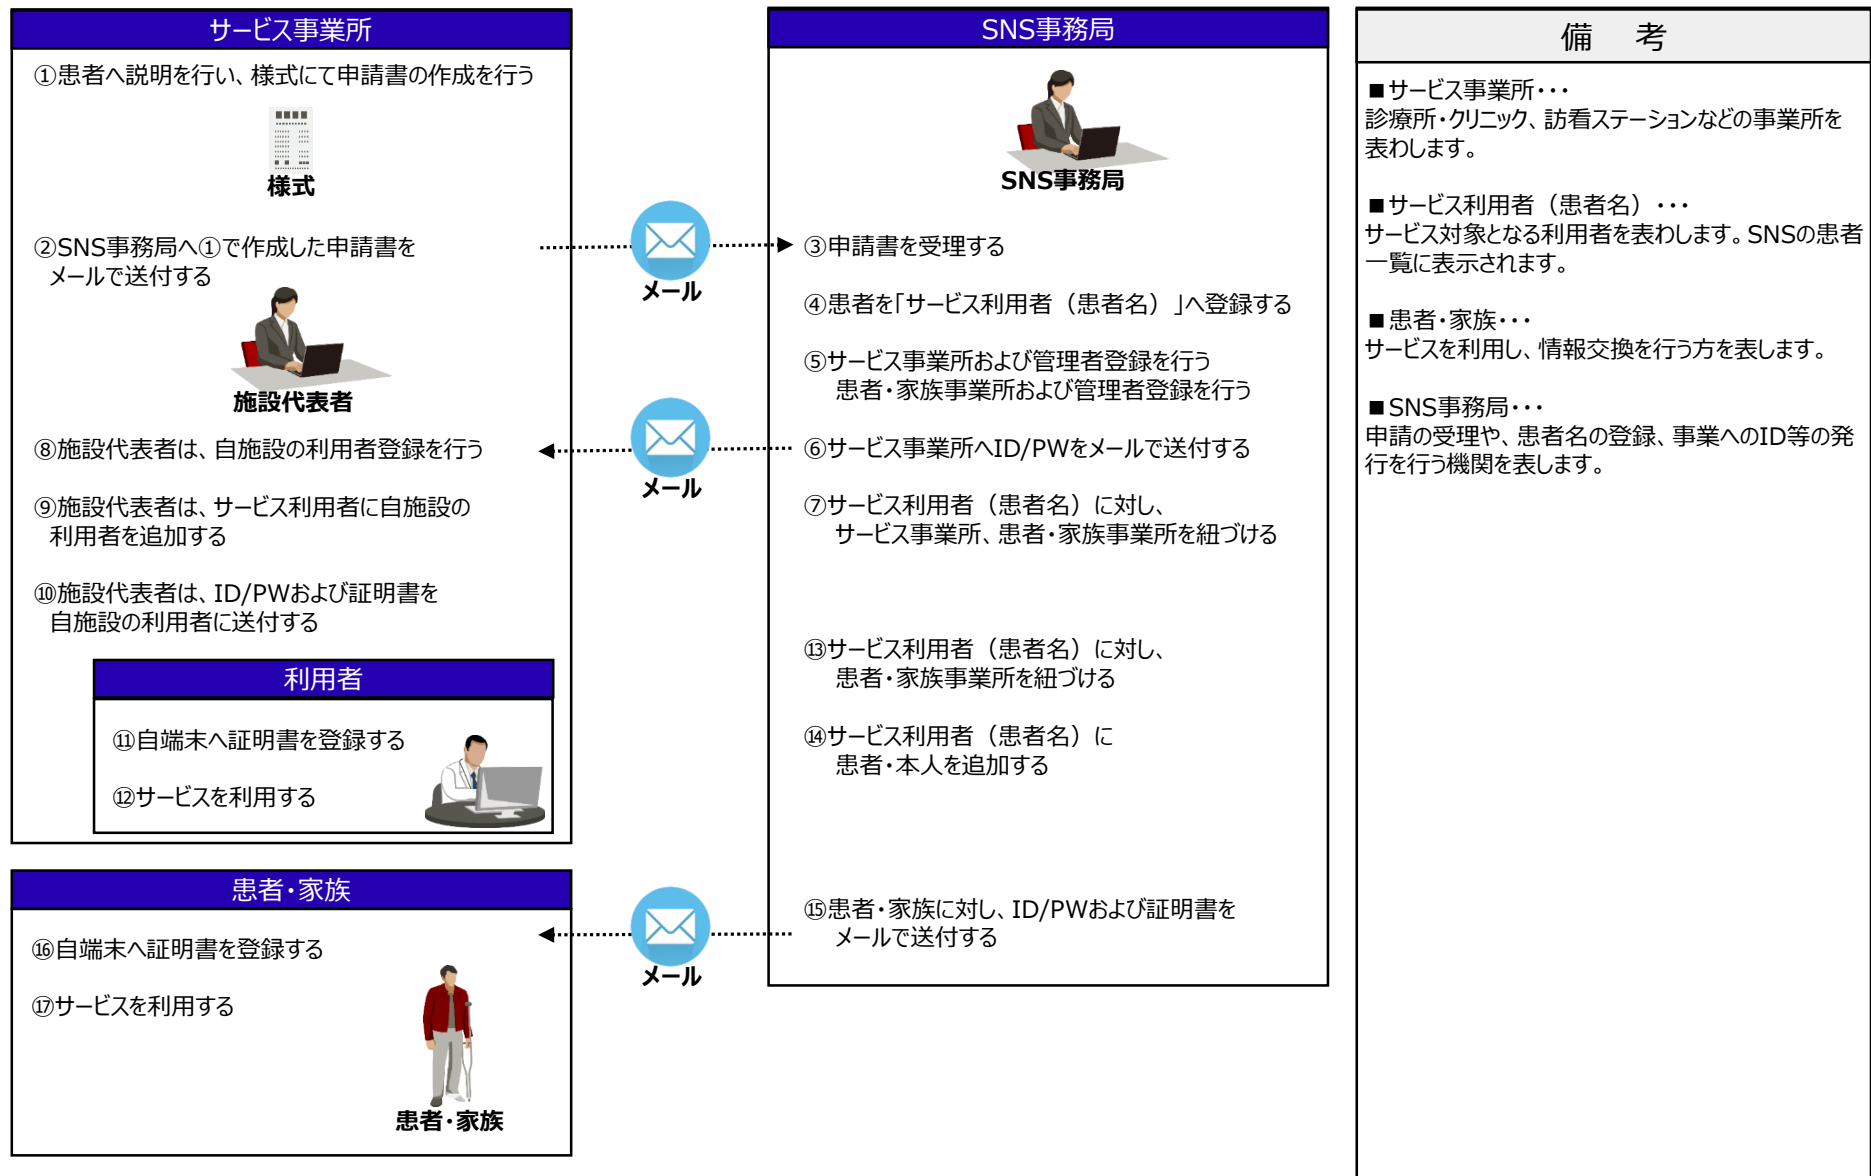 サービス事業所
①患者へ説明を行い、様式にて申請書の作成を行う
様式
②SNS事務局へ①で作成した申請書を
メールで送付する
施設代表者
⑧施設代表者は、自施設の利用者登録を行う
⑨施設代表者は、サービス利用者に自施設の
利用者を追加する
⑩施設代表者は、ID/PWおよび証明書を
自施設の利用者に送付する
利用者
⑪自端末へ証明書を登録する
⑫サービスを利用する
患者・家族
⑯自端末へ証明書を登録する
⑰サービスを利用する
患者・家族
メール
メール
メール
SNS事務局
SNS事務局
③申請書を受理する
④患者を「サービス利用者（患者名）」へ登録する
⑤サービス事業所および管理者登録を行う
患者・家族事業所および管理者登録を行う
⑥サービス事業所へID/PWをメールで送付する
⑦サービス利用者（患者名）に対し、
サービス事業所、患者・家族事業所を紐づける
⑬サービス利用者（患者名）に対し、
患者・家族事業所を紐づける
⑭サービス利用者（患者名）に
患者・本人を追加する
⑮患者・家族に対し、ID/PWおよび証明書を
メールで送付する
備　考
■サービス事業所・・・
診療所・クリニック、訪看ステーションなどの事業所を
表わします。
■サービス利用者（患者名）・・・
サービス対象となる利用者を表わします。SNSの患者
一覧に表示されます。
■患者・家族・・・
サービスを利用し、情報交換を行う方を表します。
■SNS事務局・・・
申請の受理や、患者名の登録、事業へのID等の発
行を行う機関を表します。